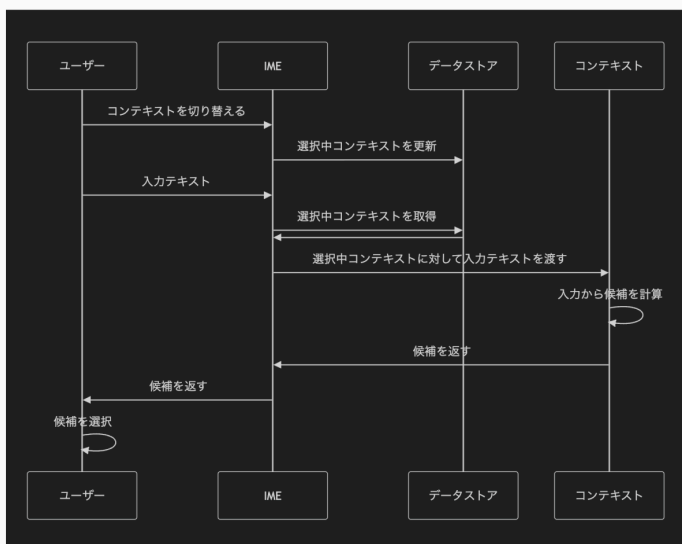 ユーザー
IME
データストア
コンテキスト
コンテキストを切り替える
選択中コンテキストを更新
入力テキスト
選択中コンテキストを取得
選択中コンテキストに対して入力テキストを渡す
入力から候補を計算
候補を返す
候補を返す
候補を選択
ユーザー
IME
データストア
コンテキスト